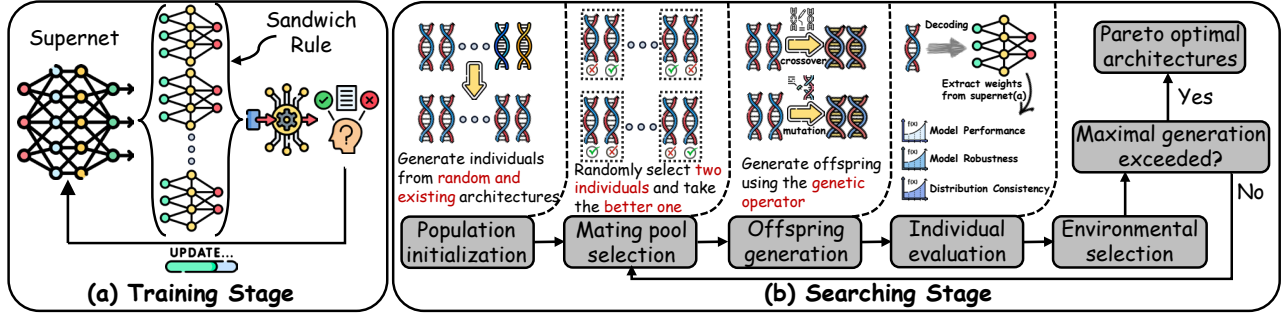 Supernet
Sandwich
Rule
UPDATE...
(a) Training Stage
Generate individuals
from random and
existing architectures
Population
initialization
Randomly select two
individuals and take
the better one
Mating pool
selection
crossover
mutation
Generate offspring
using the genetic
operator
Offspring
generation
Decoding
Extract weights
from supernet(a)
f(x)
Model Performance
f(x)
Model Robustness
f(x)
Distribution Consistency
Individual
evaluation
Environmental
selection
Pareto optimal
architectures
Yes
Maximal generation
exceeded?
No
(b) Searching Stage